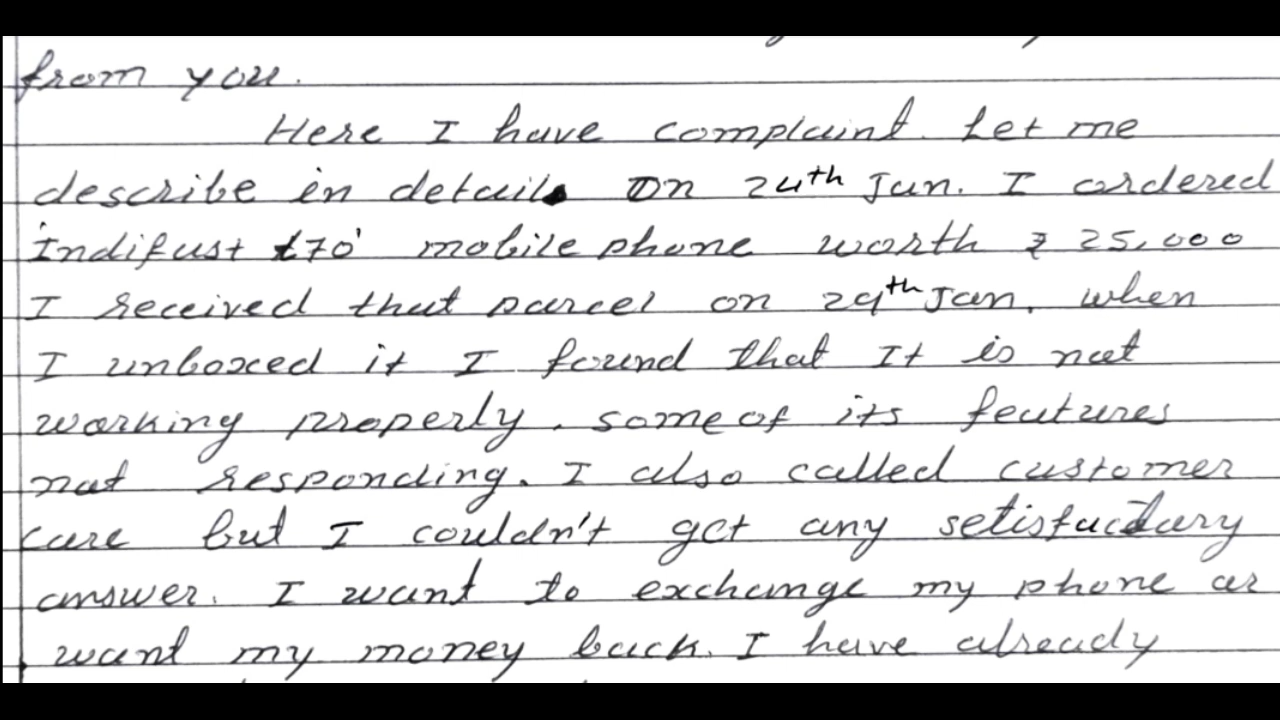 from you.
Here I have complaint. Let me
describe in detail. On 24th Jan. I ordered
Indifust t70' mobile phone worth ₹ 25,000
I received that parcel on 29th Jan. when
I unboxed it I found that It is not
working properly. some of its features
not responding. I also called customer
care but I couldn't get any setisfactory
answer. I want to exchange my phone or
want my money back. I have already